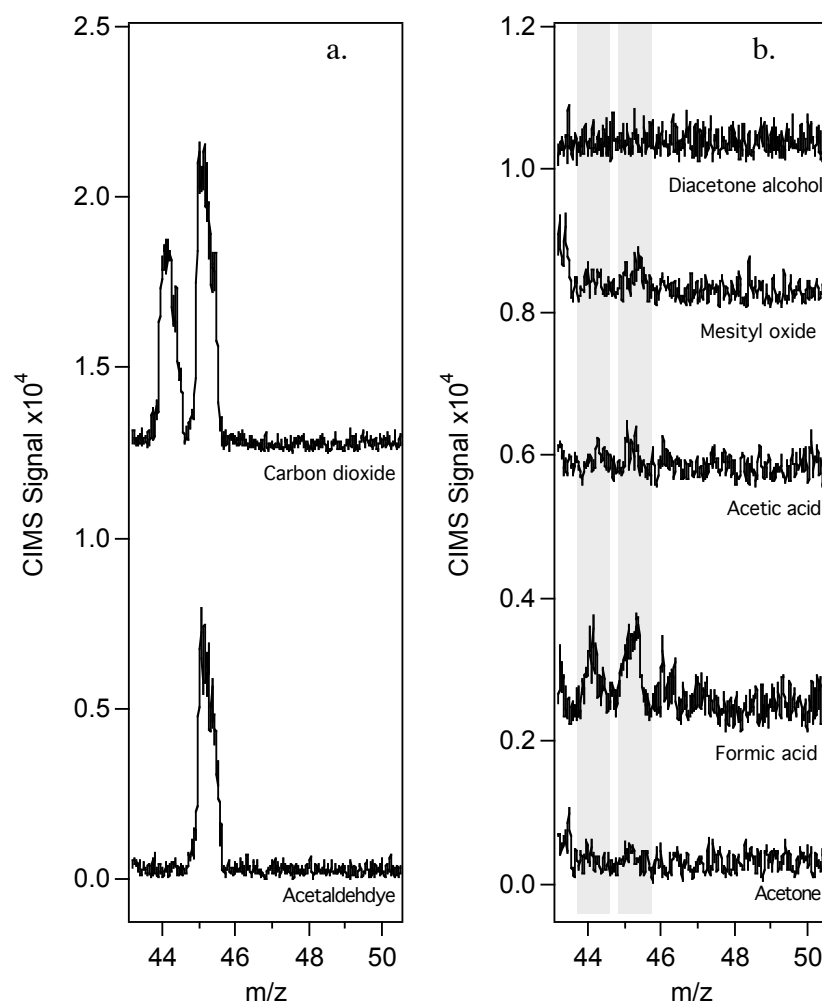 a.
CIMS Signal x10^4
2.5
2.0
1.5
1.0
0.5
0.0
Carbon dioxide
Acetaldehdye
44 46 48 50
m/z
b.
CIMS Signal x10^4
1.2
1.0
0.8
0.6
0.4
0.2
0.0
Diacetone alcohol
Mesityl oxide
Acetic acid
Formic acid
Acetone
44 46 48 50
m/z